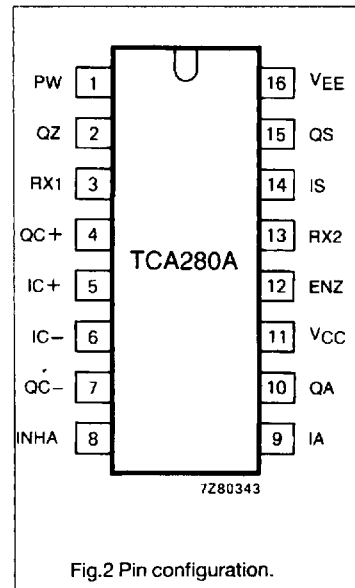 PW 1 16 VEE
QZ 2 15 QS
RX1 3 14 IS
QC+ 4 13 RX2
TCA280A
IC+ 5 12 ENZ
IC− 6 11 VCC
QC− 7 10 QA
INHA 8 9 IA
7Z80343
Fig.2 Pin configuration.